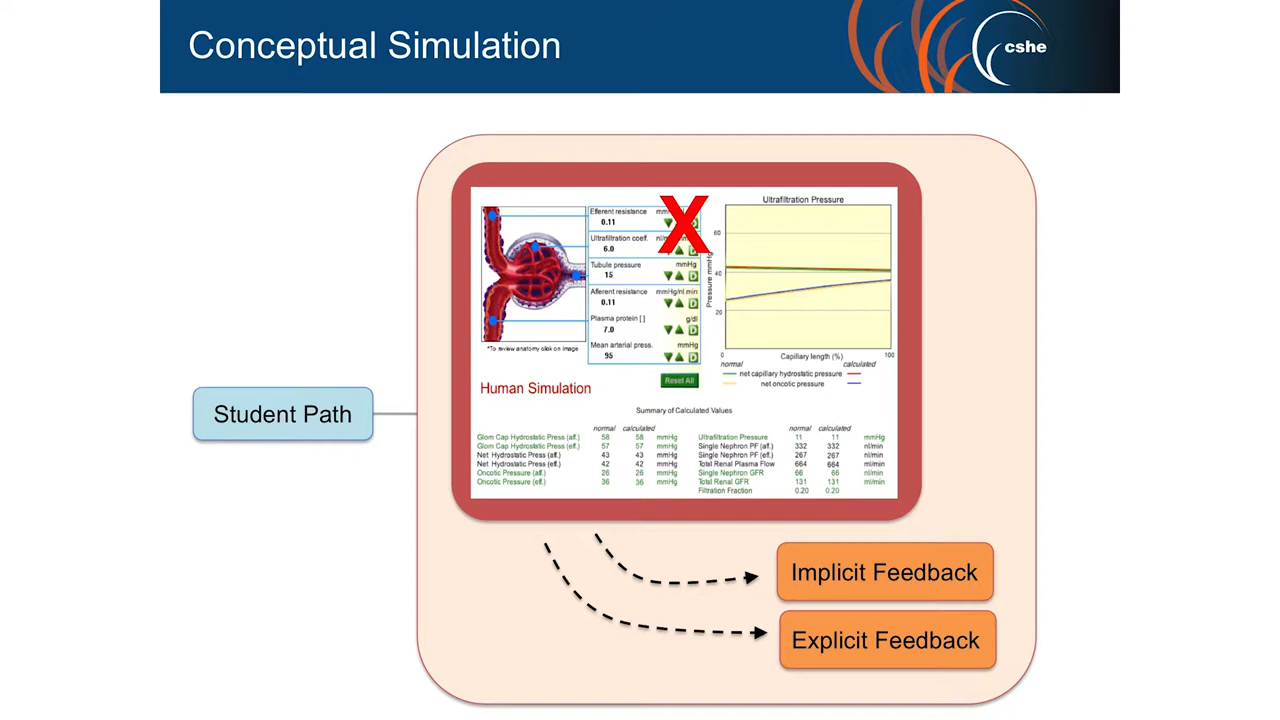 Conceptual Simulation
cshe
X
Efferent resistance
0.11
D
Ultrafiltration coef.
6.0
D
Tubule pressure mmHg
15
D
Afferent resistance mmHg/nl.min
0.11
D
Plasma protein [ ] g/dl
7.0
D
Mean arterial press. mmHg
95
D
*To review anatomy click on image
Human Simulation
Reset All
Ultrafiltration Pressure
Pressure mmHg
60
40
20
0 Capillary length (%) 100
normal calculated
net capillary hydrostatic pressure
net oncotic pressure
Summary of Calculated Values
normal calculated
Glom Cap Hydrostatic Press (aff.) 58 58 mmHg
Glom Cap Hydrostatic Press (eff.) 57 57 mmHg
Net Hydrostatic Press (aff.) 43 43 mmHg
Net Hydrostatic Press (eff.) 42 42 mmHg
Oncotic Pressure (aff.) 26 26 mmHg
Oncotic Pressure (eff.) 36 36 mmHg
normal calculated
Ultrafiltration Pressure 11 11 mmHg
Single Nephron PF (aff.) 332 332 nl/min
Single Nephron PF (eff.) 267 267 nl/min
Total Renal Plasma Flow 664 664 ml/min
Single Nephron GFR 66 66 nl/min
Total Renal GFR 131 131 ml/min
Filtration Fraction 0.20 0.20
Student Path
Implicit Feedback
Explicit Feedback